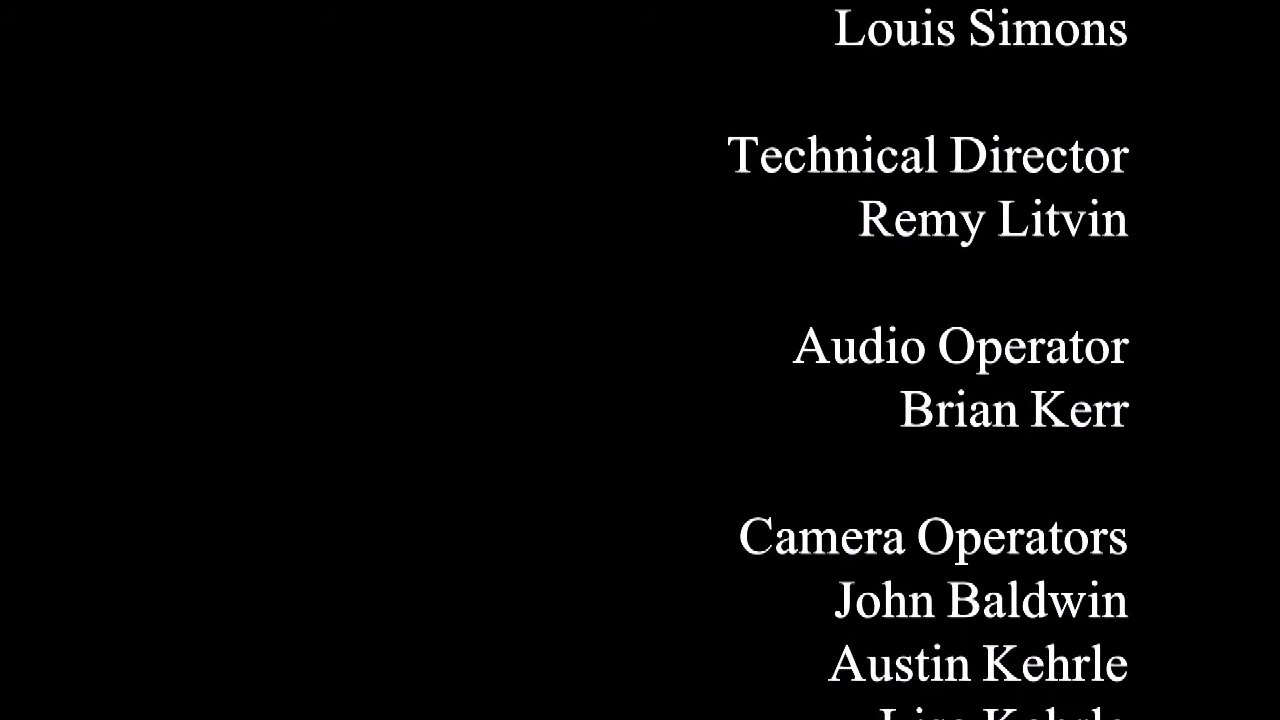 Louis Simons
Technical Director
Remy Litvin
Audio Operator
Brian Kerr
Camera Operators
John Baldwin
Austin Kehrle